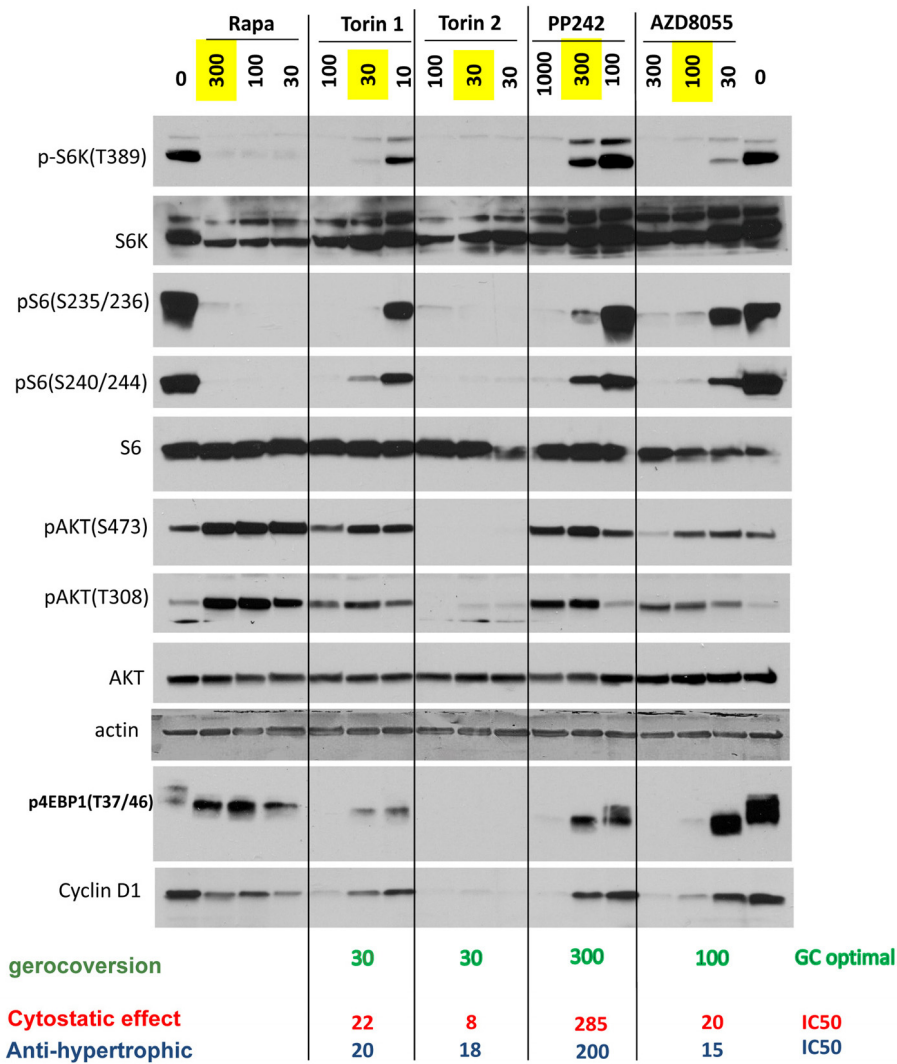 Rapa Torin 1 Torin 2 PP242 AZD8055
0 300 100 30 100 30 10 100 30 30 1000 300 100 300 100 30 0
p-S6K(T389)
S6K
pS6(S235/236)
pS6(S240/244)
S6
pAKT(S473)
pAKT(T308)
AKT
actin
p4EBP1(T37/46)
Cyclin D1
gerocoversion 30 30 300 100 GC optimal
Cytostatic effect 22 8 285 20 IC50
Anti-hypertrophic 20 18 200 15 IC50